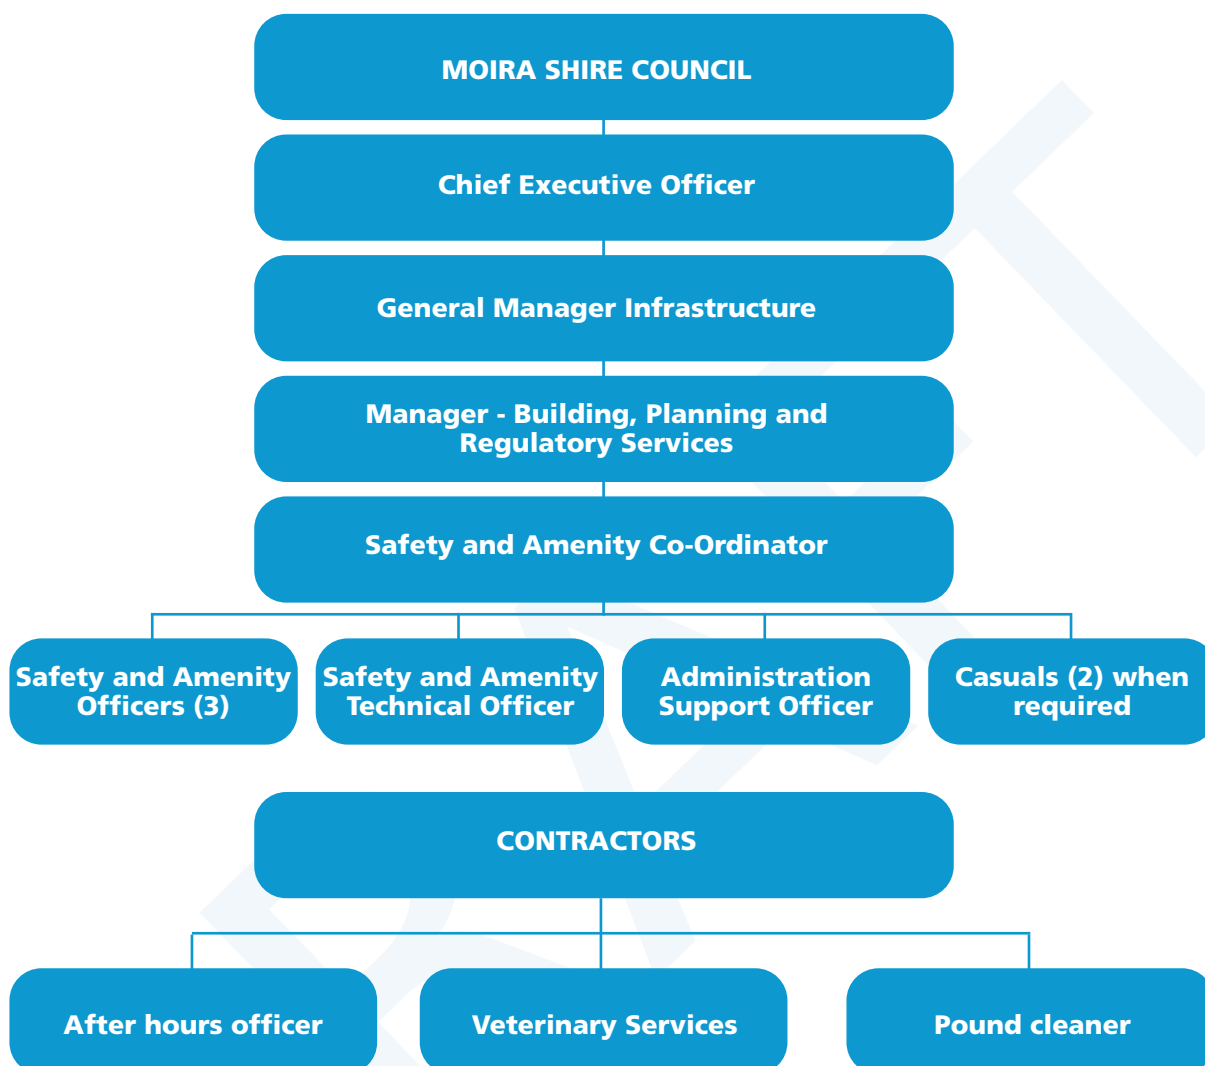 MOIRA SHIRE COUNCIL
Chief Executive Officer
General Manager Infrastructure
Manager - Building, Planning and
Regulatory Services
Safety and Amenity Co-Ordinator
Safety and Amenity
Officers (3)
Safety and Amenity
Technical Officer
Administration
Support Officer
Casuals (2) when
required
CONTRACTORS
After hours officer
Veterinary Services
Pound cleaner